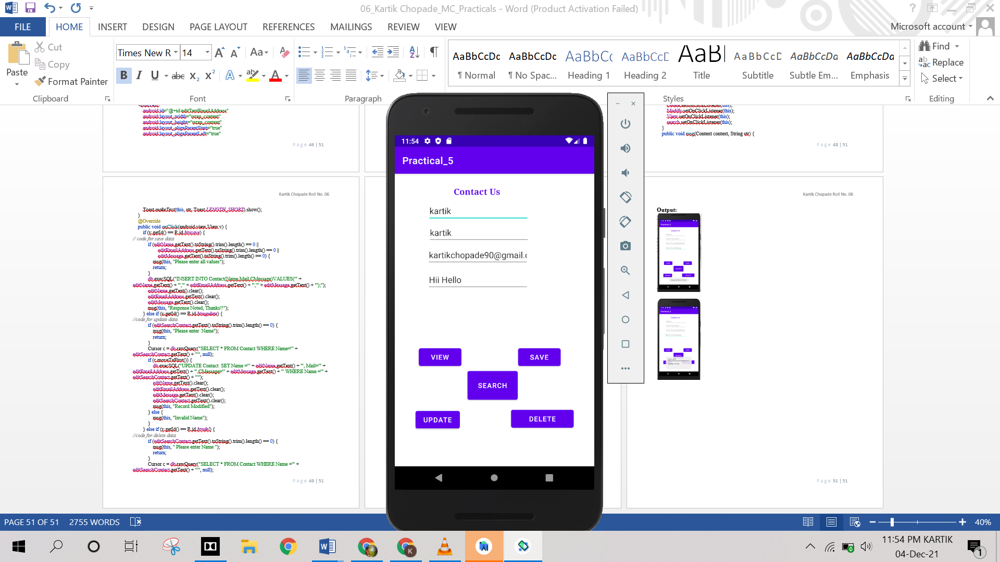 06_Kartik Chopade_MC_Practicals - Word (Product Activation Failed)
FILE HOME INSERT DESIGN PAGE LAYOUT REFERENCES MAILINGS REVIEW VIEW Microsoft account
Paste
Cut
Copy
Format Painter
Clipboard
Times New R 14
Font
Paragraph
AaBbCcDc AaBbCcDc AaBbCc AaBbCcD AaB AaBbCcD AaBbCcDa AaBbCcDa
¶ Normal ¶ No Spac... Heading 1 Heading 2 Title Subtitle Subtle Em... Emphasis
Styles
Find
Replace
Select
Editing
android:id="@+id/editTextEmailAddress"
android:layout_width="wrap_content"
android:layout_height="wrap_content"
android:layout_alignParentStart="true"
android:layout_alignParentLeft="true"
Page 46 | 51
Modify.setOnClickListener(this);
View.setOnClickListener(this);
search.setOnClickListener(this);
}
public void msg(Context context, String str) {
Page 48 | 51
Kartik Chopade Roll No. 06
Toast.makeText(this, str, Toast.LENGTH_SHORT).show();
}
@Override
public void onClick(android.view.View v) {
if (v.getId() == R.id.btnsave) {
// code for save data
if (editName.getText().toString().trim().length() == 0 ||
editEmailAddress.getText().toString().trim().length() == 0 ||
editMessage.getText().toString().trim().length() == 0) {
msg(this, "Please enter all values");
return;
}
db.execSQL("INSERT INTO Contact(Name,Mail,CMessage)VALUES('" +
editName.getText() + "','" + editEmailAddress.getText() + "','" + editMessage.getText() + "');");
editName.getText().clear();
editEmailAddress.getText().clear();
editMessage.getText().clear();
msg(this, "Response Noted, Thanks!!");
} else if (v.getId() == R.id.btnupdate) {
//code for update data
if (editSearchContact.getText().toString().trim().length() == 0) {
msg(this, "Please enter  Name");
return;
}
Cursor c = db.rawQuery("SELECT * FROM Contact WHERE Name='" +
editSearchContact.getText() + "'", null);
if (c.moveToFirst()) {
db.execSQL("UPDATE Contact  SET Name ='" + editName.getText() + "', Mail='" +
editEmailAddress.getText() + "',CMessage='" + editMessage.getText() + "' WHERE Name ='" +
editSearchContact.getText() + "'");
editName.getText().clear();
editEmailAddress.getText().clear();
editMessage.getText().clear();
editSearchContact.getText().clear();
msg(this, "Record Modified");
} else {
msg(this, "Invalid Name");
}
} else if (v.getId() == R.id.btndel) {
//code for delete data
if (editSearchContact.getText().toString().trim().length() == 0) {
msg(this, " Please enter Name ");
return;
}
Cursor c = db.rawQuery("SELECT * FROM Contact WHERE Name ='" +
editSearchContact.getText() + "'", null);
Page 49 | 51
11:54
Practical_5
Contact Us
kartik
kartik
kartikchopade90@gmail.c
Hii Hello
VIEW SAVE
SEARCH
UPDATE DELETE
Kartik Chopade Roll No. 06
Output:
Practical_5
Contact Us
Practical_5
Contact Us
Page 51 | 51
PAGE 51 OF 51 2755 WORDS 40%
11:54 PM KARTIK
04-Dec-21
1